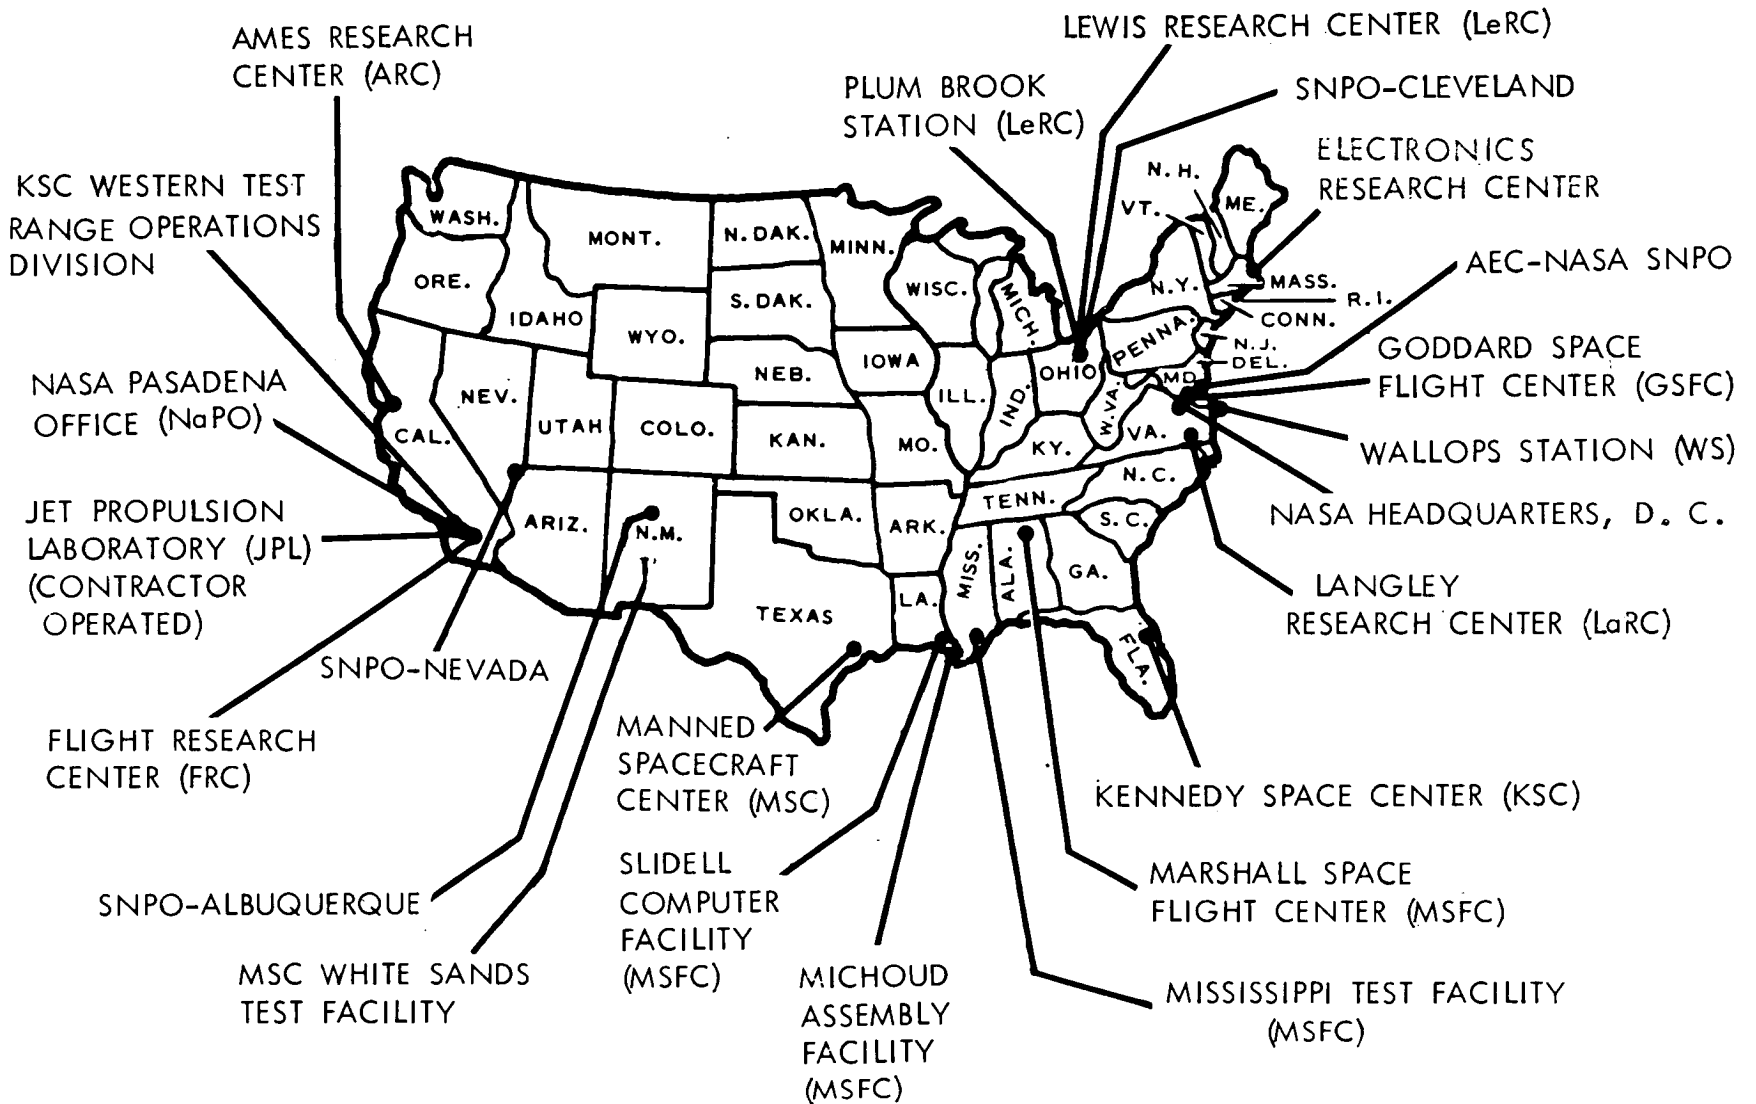 AMES RESEARCH
CENTER (ARC)
LEWIS RESEARCH CENTER (LeRC)
PLUM BROOK
STATION (LeRC)
SNPO-CLEVELAND
ELECTRONICS
RESEARCH CENTER
KSC WESTERN TEST
RANGE OPERATIONS
DIVISION
AEC-NASA SNPO
GODDARD SPACE
FLIGHT CENTER (GSFC)
NASA PASADENA
OFFICE (NaPO)
WALLOPS STATION (WS)
NASA HEADQUARTERS, D. C.
JET PROPULSION
LABORATORY (JPL)
(CONTRACTOR
OPERATED)
LANGLEY
RESEARCH CENTER (LaRC)
SNPO-NEVADA
FLIGHT RESEARCH
CENTER (FRC)
MANNED
SPACECRAFT
CENTER (MSC)
KENNEDY SPACE CENTER (KSC)
SNPO-ALBUQUERQUE
SLIDELL
COMPUTER
FACILITY
(MSFC)
MARSHALL SPACE
FLIGHT CENTER (MSFC)
MSC WHITE SANDS
TEST FACILITY
MICHOUD
ASSEMBLY
FACILITY
(MSFC)
MISSISSIPPI TEST FACILITY
(MSFC)
WASH.
ORE.
IDAHO
MONT.
WYO.
N. DAK.
S. DAK.
MINN.
WISC.
MICH.
N. H.
VT.
ME.
N.Y.
MASS.
R. I.
CONN.
PENNA.
N. J.
DEL.
MD.
NEV.
CAL.
UTAH
COLO.
NEB.
IOWA
ILL.
IND.
OHIO
W.VA.
VA.
KAN.
MO.
KY.
N. C.
TENN.
S. C.
ARIZ.
N.M.
OKLA.
ARK.
MISS.
ALA.
GA.
TEXAS
LA.
FLA.